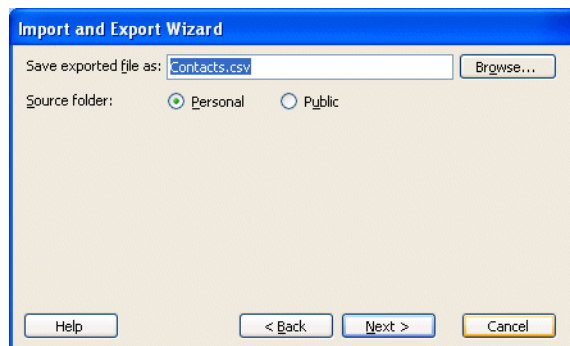 Import and Export Wizard
Save exported file as: Contacts.csv Browse...
Source folder: Personal Public
Help < Back Next > Cancel